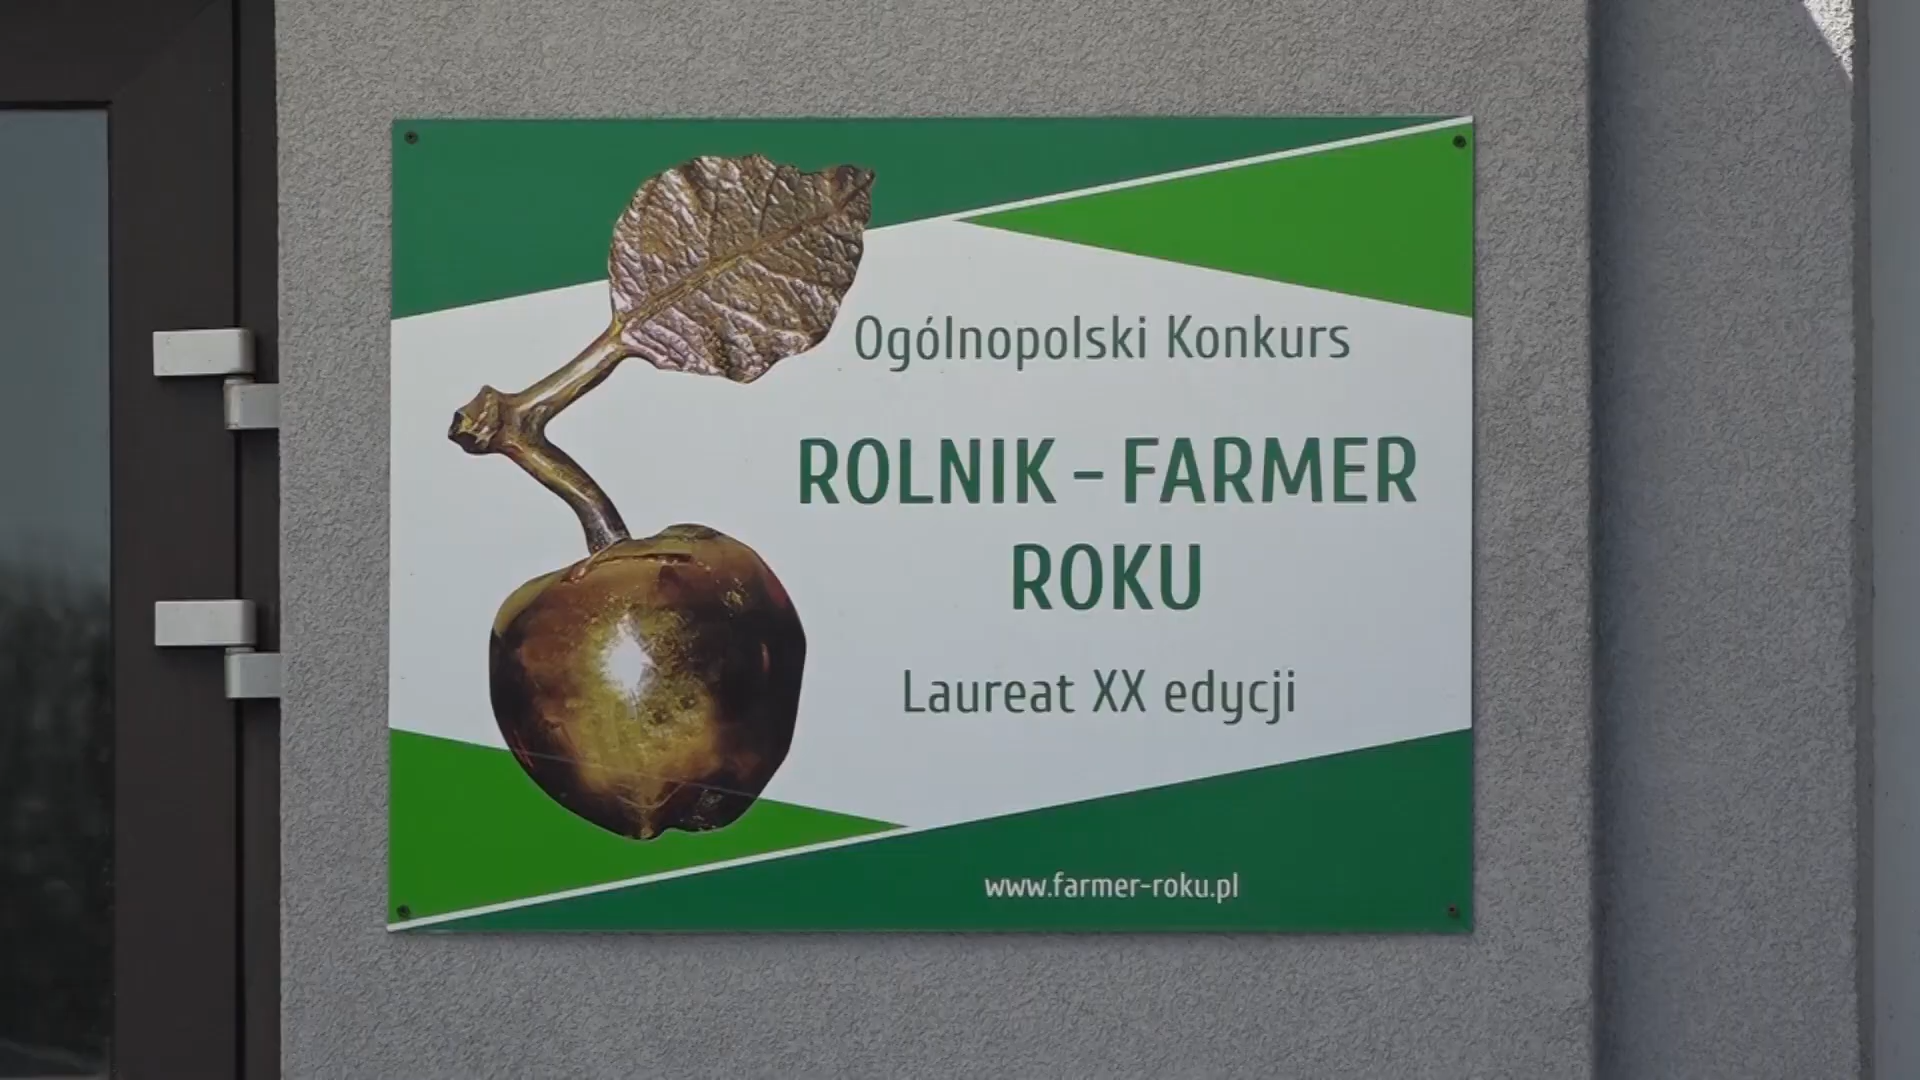 Ogólnopolski Konkurs
ROLNIK – FARMER
ROKU
Laureat XX edycji
www.farmer-roku.pl